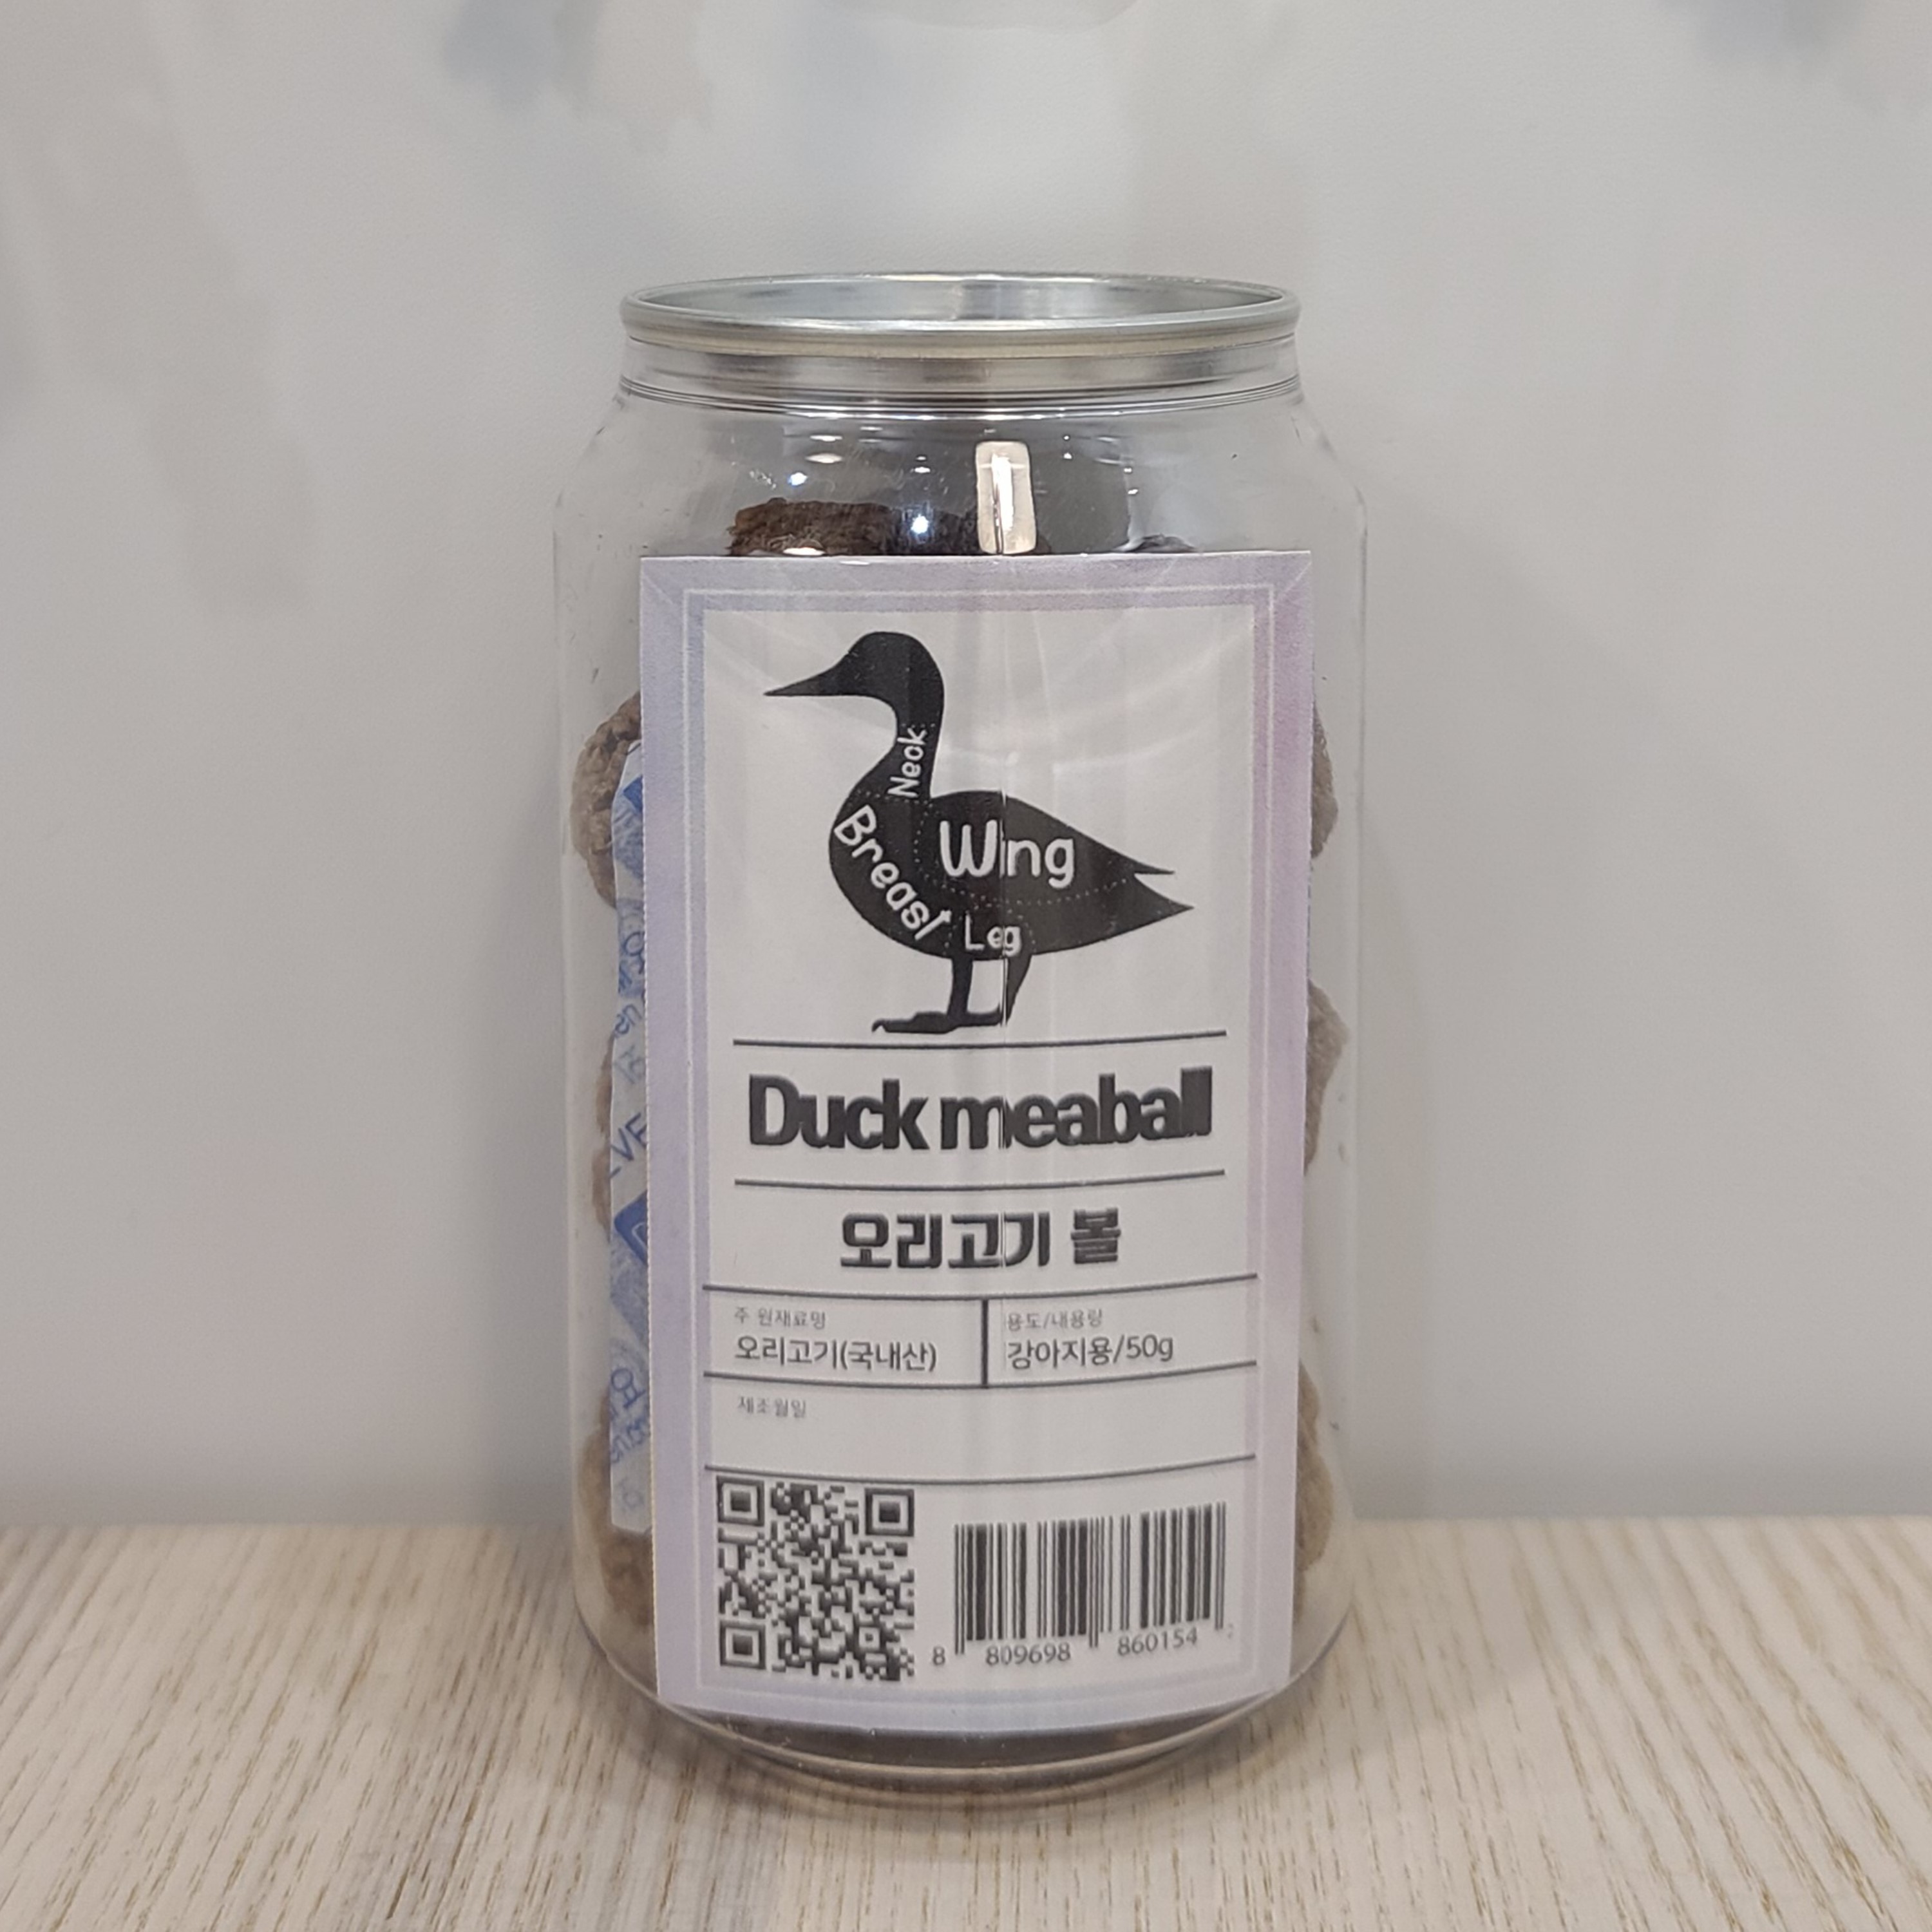 Neck
Breast
Wing
Leg
Duck meaball
오리고기 볼
주 원재료명
오리고기(국내산)
용도/내용량
강아지용/50g
제조월일
8 809698 860154